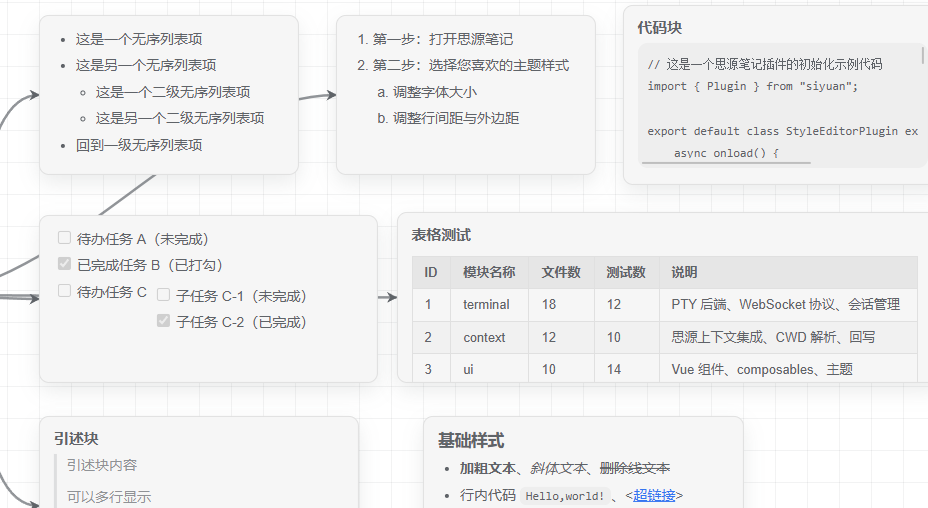 这是一个无序列表项
这是另一个无序列表项
这是一个二级无序列表项
这是另一个二级无序列表项
回到一级无序列表项
1. 第一步：打开思源笔记
2. 第二步：选择您喜欢的主题样式
a. 调整字体大小
b. 调整行间距与外边距
代码块
// 这是一个思源笔记插件的初始化示例代码
import { Plugin } from "siyuan";
export default class StyleEditorPlugin ex
async onload() {
待办任务 A（未完成）
已完成任务 B（已打勾）
待办任务 C
子任务 C-1（未完成）
子任务 C-2（已完成）
表格测试
ID 模块名称 文件数 测试数 说明
1 terminal 18 12 PTY 后端、WebSocket 协议、会话管理
2 context 12 10 思源上下文集成、CWD 解析、回写
3 ui 10 14 Vue 组件、composables、主题
引述块
引述块内容
可以多行显示
基础样式
加粗文本、斜体文本、删除线文本
行内代码 Hello,world! 、<超链接>